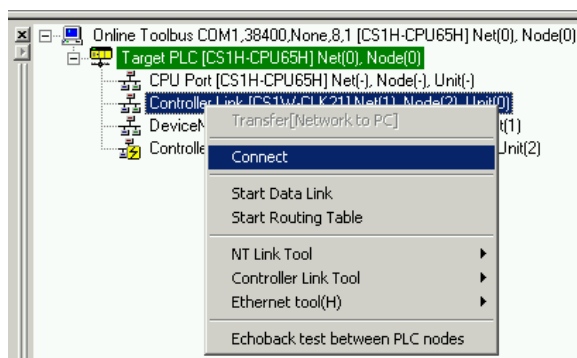 Online Toolbus COM1,38400,None,8,1 [CS1H-CPU65H] Net(0), Node(0)
Target PLC [CS1H-CPU65H] Net(0), Node(0)
CPU Port [CS1H-CPU65H] Net(-), Node(-), Unit(-)
Controller Link [CS1W-CLK21] Net(1), Node(2), Unit(0)
Transfer[Network to PC]
Connect
Start Data Link
Start Routing Table
NT Link Tool
Controller Link Tool
Ethernet tool(H)
Echoback test between PLC nodes